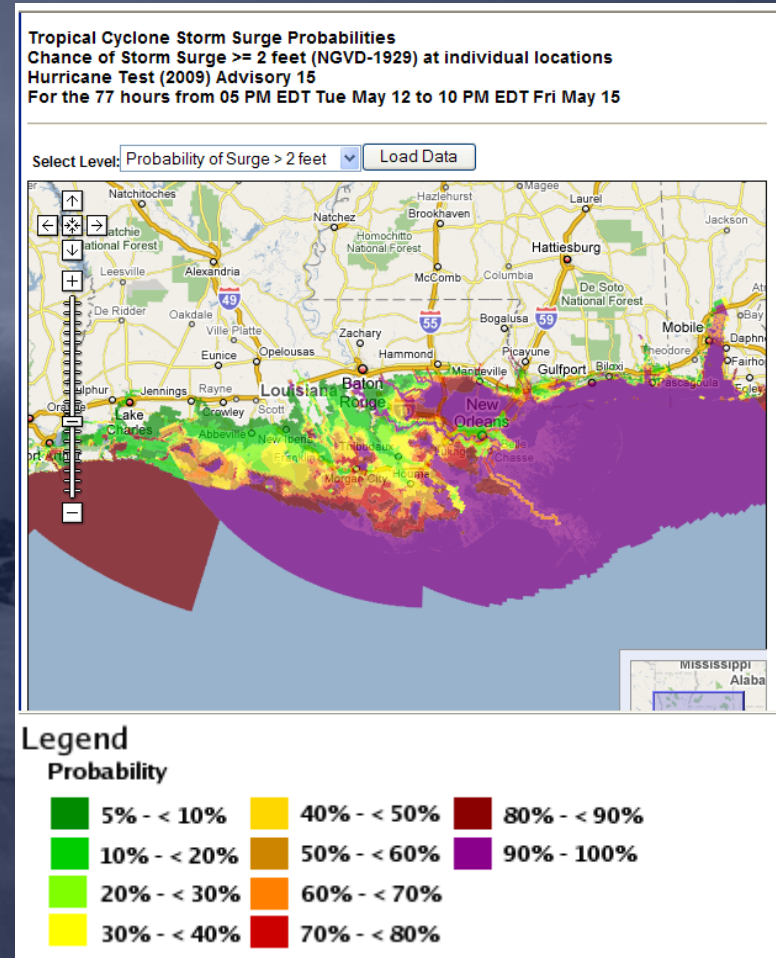 Tropical Cyclone Storm Surge Probabilities
Chance of Storm Surge >= 2 feet (NGVD-1929) at individual locations
Hurricane Test (2009) Advisory 15
For the 77 hours from 05 PM EDT Tue May 12 to 10 PM EDT Fri May 15
Select Level: Probability of Surge > 2 feet Load Data
Natchitoches
Magee
Hazlehurst
Laurel
Natchez
Brookhaven
Jackson
Homochitto
National Forest
Hattiesburg
Leesville
Alexandria
McComb
Columbia
De Soto
National Forest
49
De Ridder
Oakdale
Ville Platte
55
Bogalusa
59
Mobile
Zachary
Eunice
Opelousas
Hammond
Picayune
Mandeville
Gulfport
Biloxi
Pascagoula
Foley
Jennings
Rayne
Louisiana
Baton
Rouge
Lake
Charles
Crowley
Scott
New
Orleans
Abbeville
New Iberia
Thibodaux
Franklin
Chasse
Morgan City
Houma
Mississippi
Alaba
Legend
Probability
5% - < 10%
40% - < 50%
80% - < 90%
10% - < 20%
50% - < 60%
90% - 100%
20% - < 30%
60% - < 70%
30% - < 40%
70% - < 80%